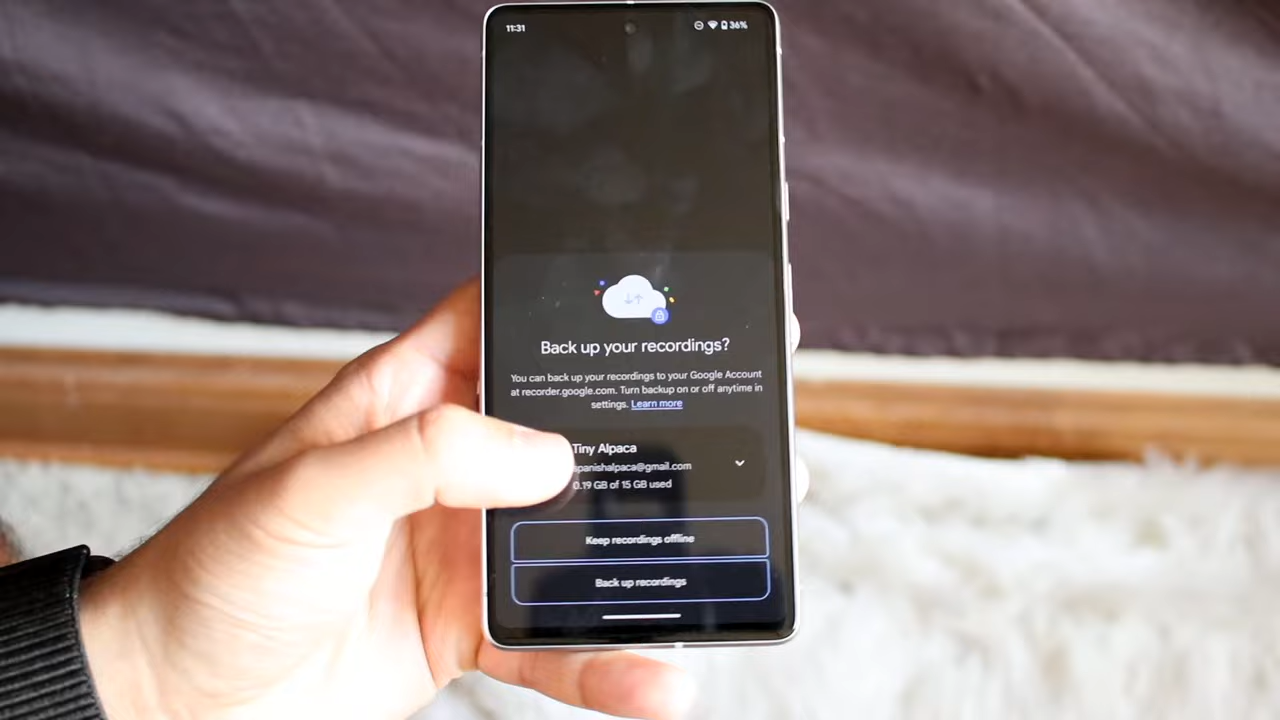 11:31
36%
Back up your recordings?
You can back up your recordings to your Google Account
at recorder.google.com. Turn backup on or off anytime in
settings. Learn more
Tiny Alpaca
spanishalpaca@gmail.com
0.19 GB of 15 GB used
Keep recordings offline
Back up recordings